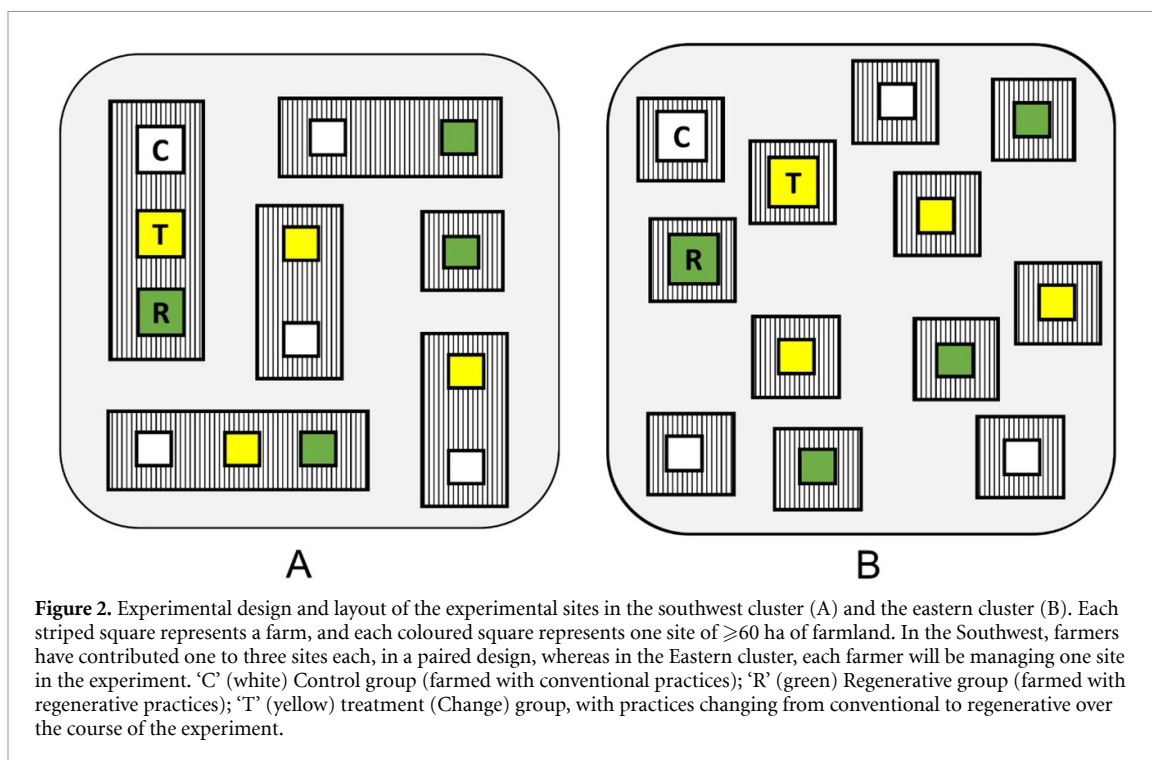 C
T
R
C
T
R
A
B
Figure 2. Experimental design and layout of the experimental sites in the southwest cluster (A) and the eastern cluster (B). Each
striped square represents a farm, and each coloured square represents one site of ⩾60 ha of farmland. In the Southwest, farmers
have contributed one to three sites each, in a paired design, whereas in the Eastern cluster, each farmer will be managing one site
in the experiment. ‘C’ (white) Control group (farmed with conventional practices); ‘R’ (green) Regenerative group (farmed with
regenerative practices); ‘T’ (yellow) treatment (Change) group, with practices changing from conventional to regenerative over
the course of the experiment.